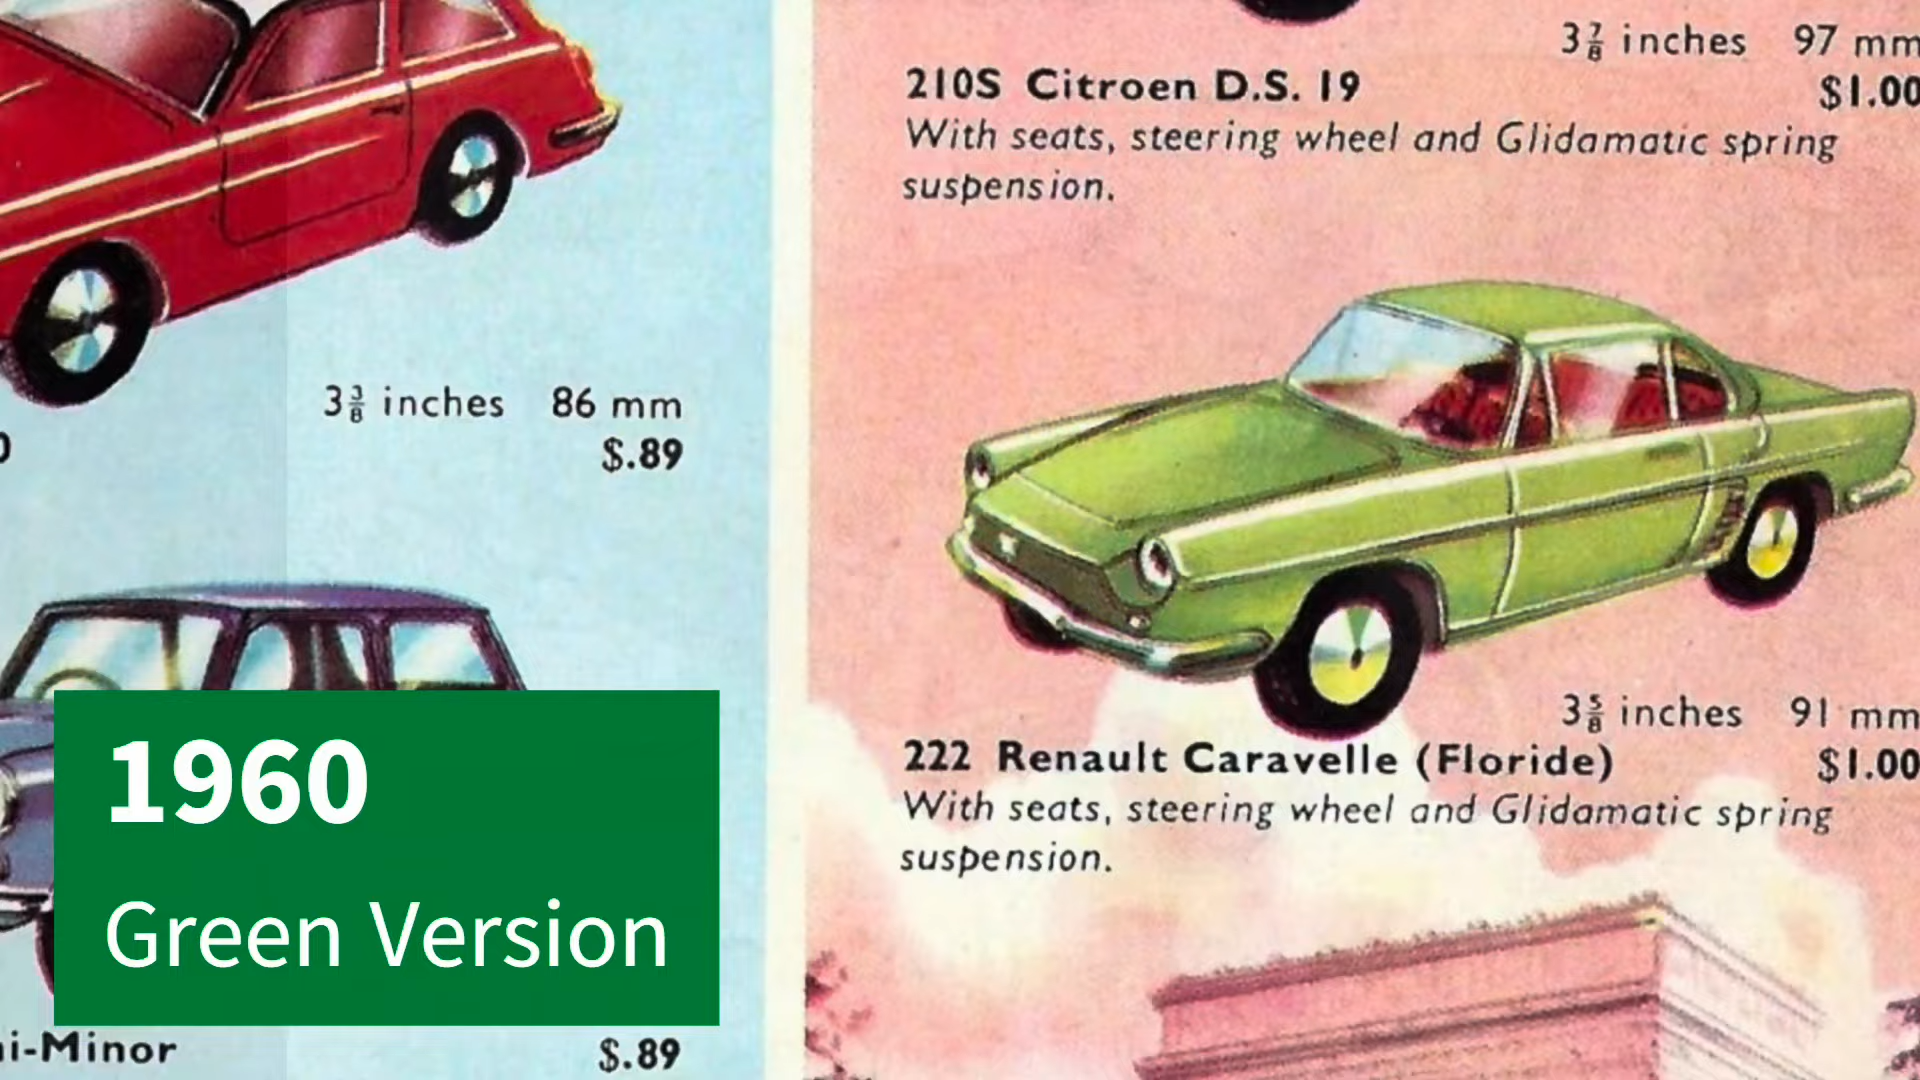 3⅞ inches 97 mm
210S Citroen D.S. 19 $1.00
With seats, steering wheel and Glidamatic spring
suspension.
3⅜ inches 86 mm
$.89
3⅝ inches 91 mm
222 Renault Caravelle (Floride) $1.00
With seats, steering wheel and Glidamatic spring
suspension.
1960
Green Version
i-Minor $.89